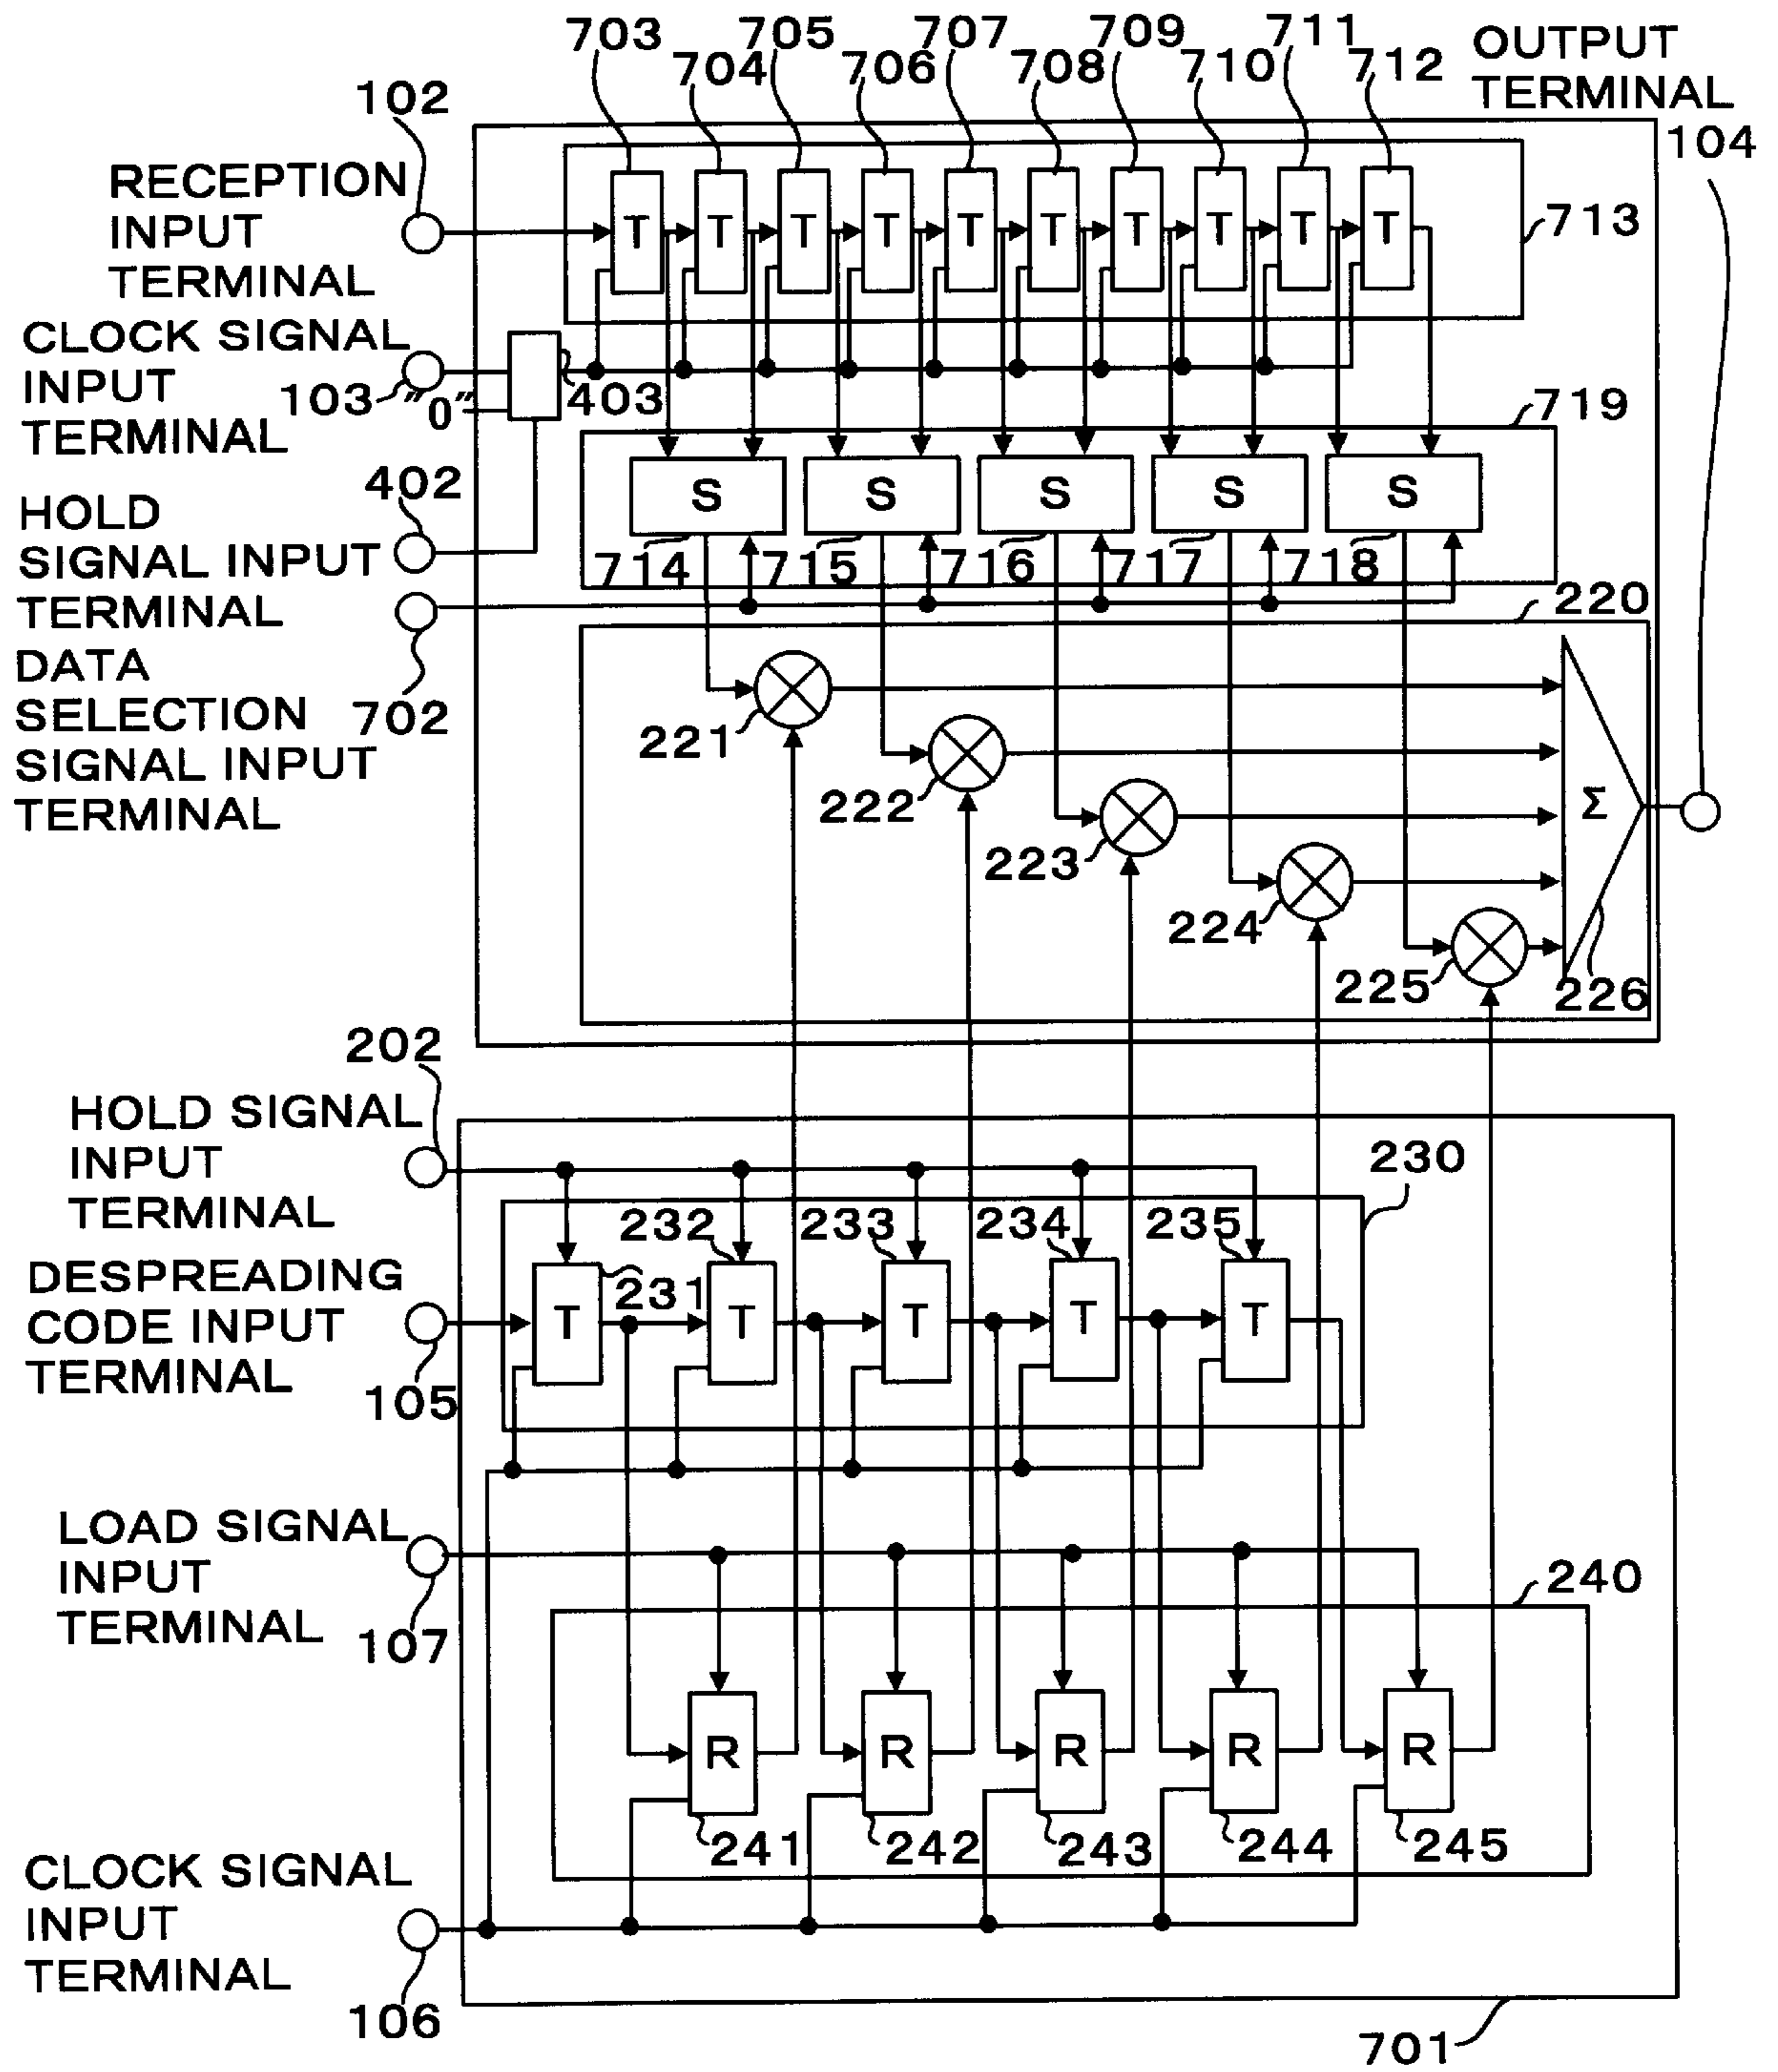 703
705
707
709
711
704
706
708
710
712
OUTPUT
TERMINAL
104
102
RECEPTION
INPUT
TERMINAL
T T T T T T T T T T
713
CLOCK SIGNAL
INPUT
TERMINAL
103
"0"
403
719
402
HOLD
SIGNAL INPUT
TERMINAL
S S S S S
714 715 716 717 718
220
DATA
SELECTION
SIGNAL INPUT
TERMINAL
702
221
222
223
224
225
Σ
226
202
HOLD SIGNAL
INPUT
TERMINAL
230
232 233 234 235
231
DESPREADING
CODE INPUT
TERMINAL
105
T T T T T
LOAD SIGNAL
INPUT
TERMINAL
107
240
R R R R R
241 242 243 244 245
CLOCK SIGNAL
INPUT
TERMINAL
106
701